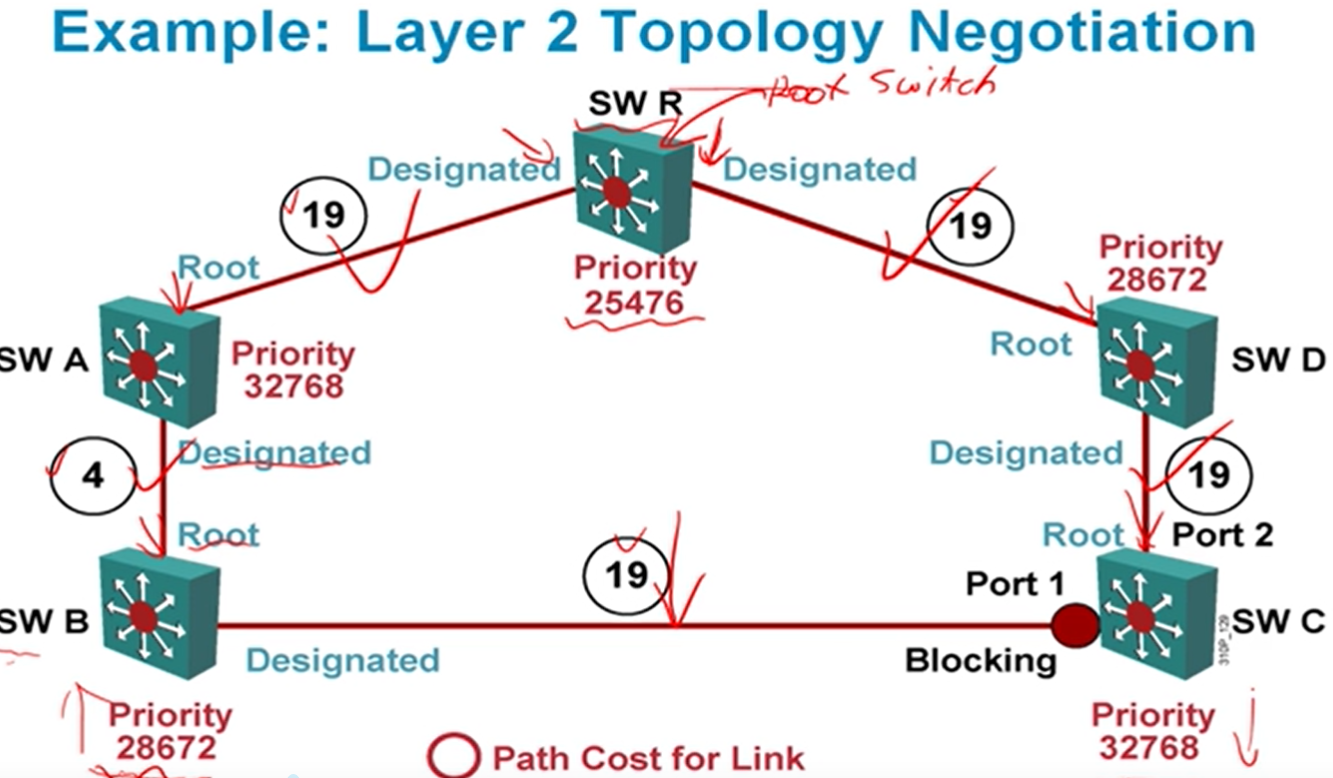 Example: Layer 2 Topology Negotiation
Root Switch
SW R
Designated
Designated
19
19
Root
Priority
25476
Priority
28672
SW A
Priority
32768
Root
SW D
Designated
Designated
4
19
Root
Root
Port 2
19
Port 1
SW B
SW C
310P_129
Designated
Blocking
Priority
28672
Priority
32768
Path Cost for Link